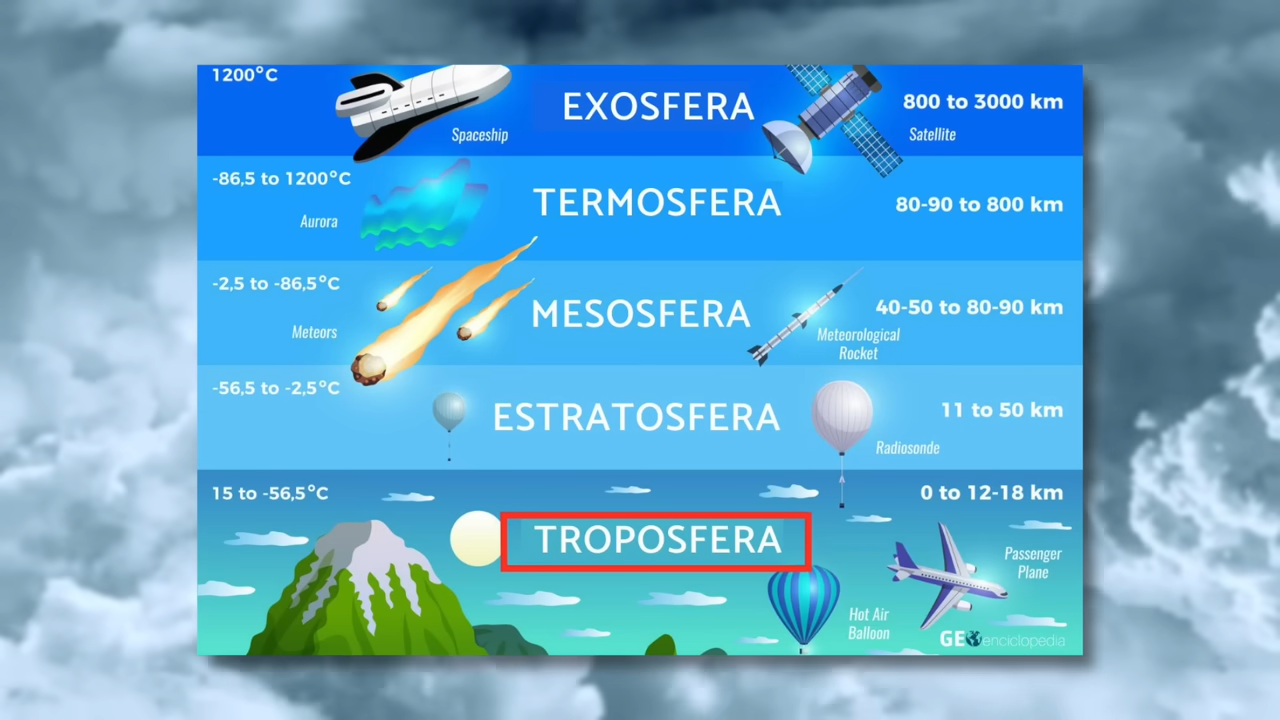 1200°C
EXOSFERA
800 to 3000 km
Spaceship
Satellite
-86,5 to 1200°C
Aurora
TERMOSFERA
80-90 to 800 km
-2,5 to -86,5°C
Meteors
MESOSFERA
40-50 to 80-90 km
Meteorological
Rocket
-56,5 to -2,5°C
ESTRATOSFERA
11 to 50 km
Radiosonde
15 to -56,5°C
0 to 12-18 km
TROPOSFERA
Passenger
Plane
Hot Air
Balloon
GEOenciclopedia